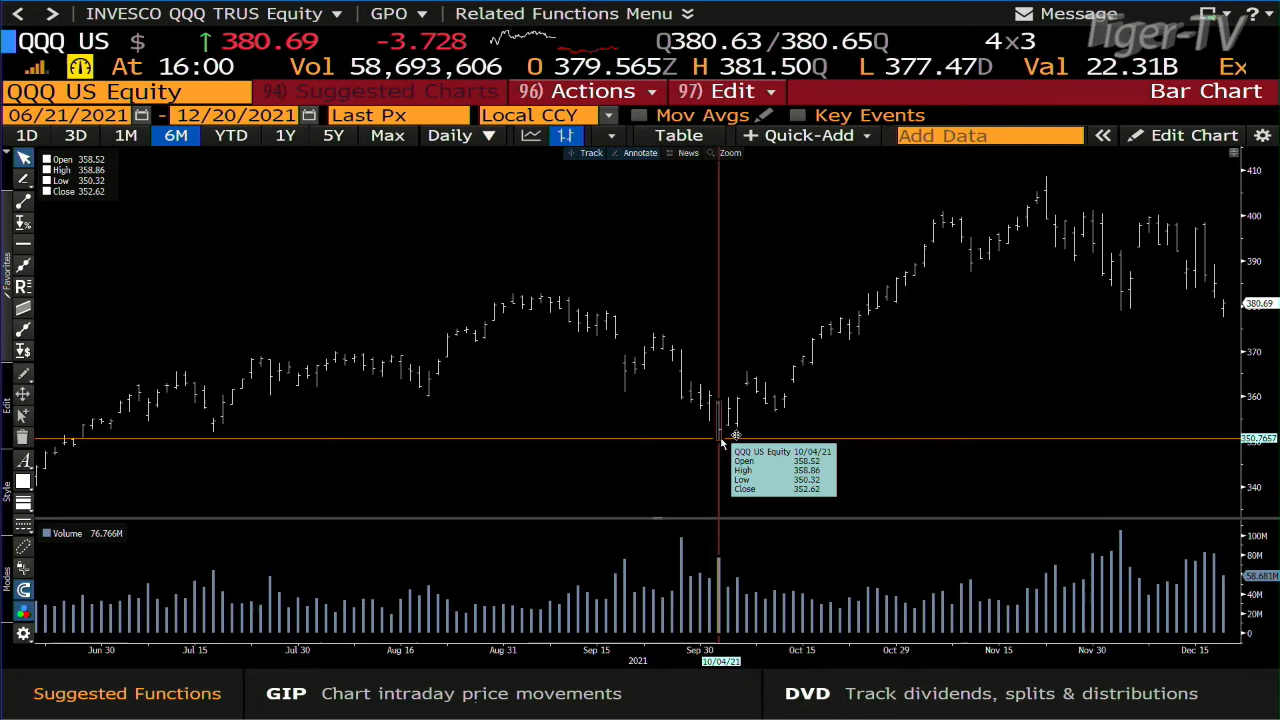 INVESCO QQQ TRUS Equity GPO Related Functions Menu Message ?
Tiger-TV
QQQ US $ ↑ 380.69 -3.728 Q380.63/380.65Q 4x3
At 16:00 Vol 58,693,606 O 379.565Z H 381.50Q L 377.47D Val 22.31B Ex
QQQ US Equity 94) Suggested Charts 96) Actions 97) Edit Bar Chart
06/21/2021 - 12/20/2021 Last Px Local CCY Mov Avgs Key Events
1D 3D 1M 6M YTD 1Y 5Y Max Daily Table + Quick-Add Add Data « Edit Chart
Track Annotate News Zoom
Open 358.52
High 358.86
Low 350.32
Close 352.62
410
400
390
380.69
370
360
350.7657
340
Favorites
Edit
Style
Modes
QQQ US Equity 10/04/21
Open 358.52
High 358.86
Low 350.32
Close 352.62
Volume 76.766M
100M
80M
58.681M
40M
20M
0
Jun 30 Jul 15 Jul 30 Aug 16 Aug 31 Sep 15 Sep 30 Oct 15 Oct 29 Nov 15 Nov 30 Dec 15
2021 10/04/21
Suggested Functions GIP Chart intraday price movements DVD Track dividends, splits & distributions